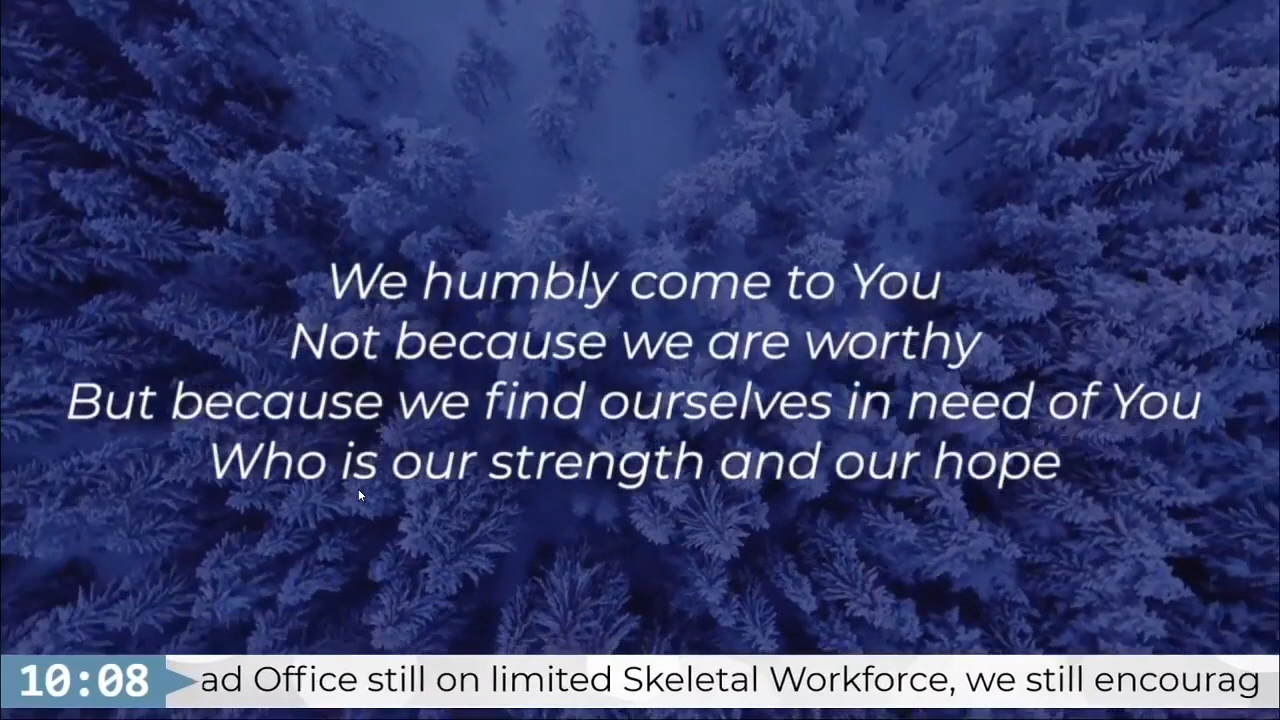 We humbly come to You
Not because we are worthy
But because we find ourselves in need of You
Who is our strength and our hope
10:08 ad Office still on limited Skeletal Workforce, we still encourag